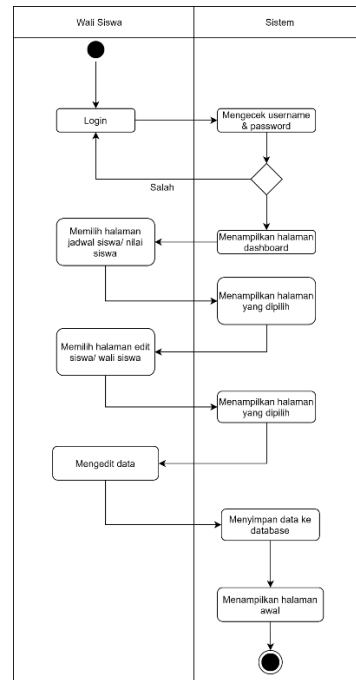 Wali Siswa
Sistem
Login
Mengecek username
& password
Salah
Menampilkan halaman
dashboard
Memilih halaman
jadwal siswa/ nilai
siswa
Menampilkan halaman
yang dipilih
Memilih halaman edit
siswa/ wali siswa
Menampilkan halaman
yang dipilih
Mengedit data
Menyimpan data ke
database
Menampilkan halaman
awal